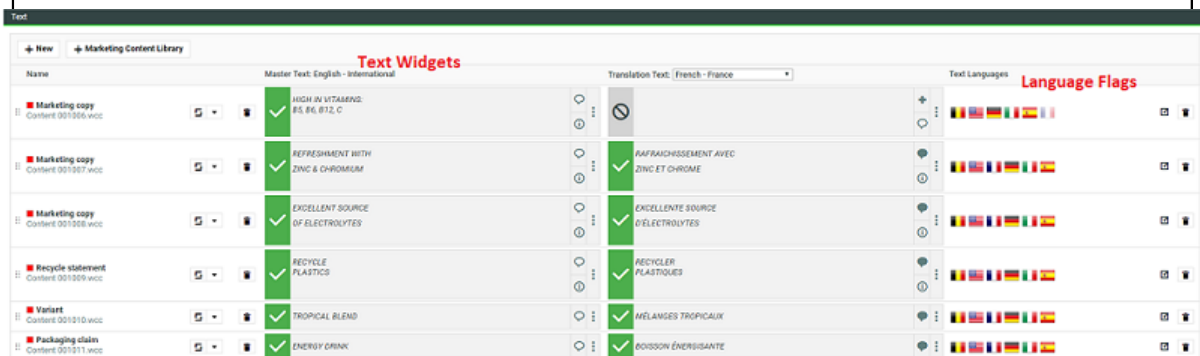 Text
New
Marketing Content Library
Text Widgets
Name
Master Text: English - International
Translation Text: French - France
Text Languages
Language Flags
Marketing copy
Content 001006.wcc
HIGH IN VITAMINS:
B5, B6, B12, C
Marketing copy
Content 001007.wcc
REFRESHMENT WITH
ZINC & CHROMIUM
RAFRAICHISSEMENT AVEC
ZINC ET CHROME
Marketing copy
Content 001008.wcc
EXCELLENT SOURCE
OF ELECTROLYTES
EXCELLENTE SOURCE
D'ÉLECTROLYTES
Recycle statement
Content 001009.wcc
RECYCLE
PLASTICS
RECYCLER
PLASTIQUES
Variant
Content 001010.wcc
TROPICAL BLEND
MÉLANGES TROPICAUX
Packaging claim
Content 001011.wcc
ENERGY DRINK
BOISSON ÉNERGISANTE